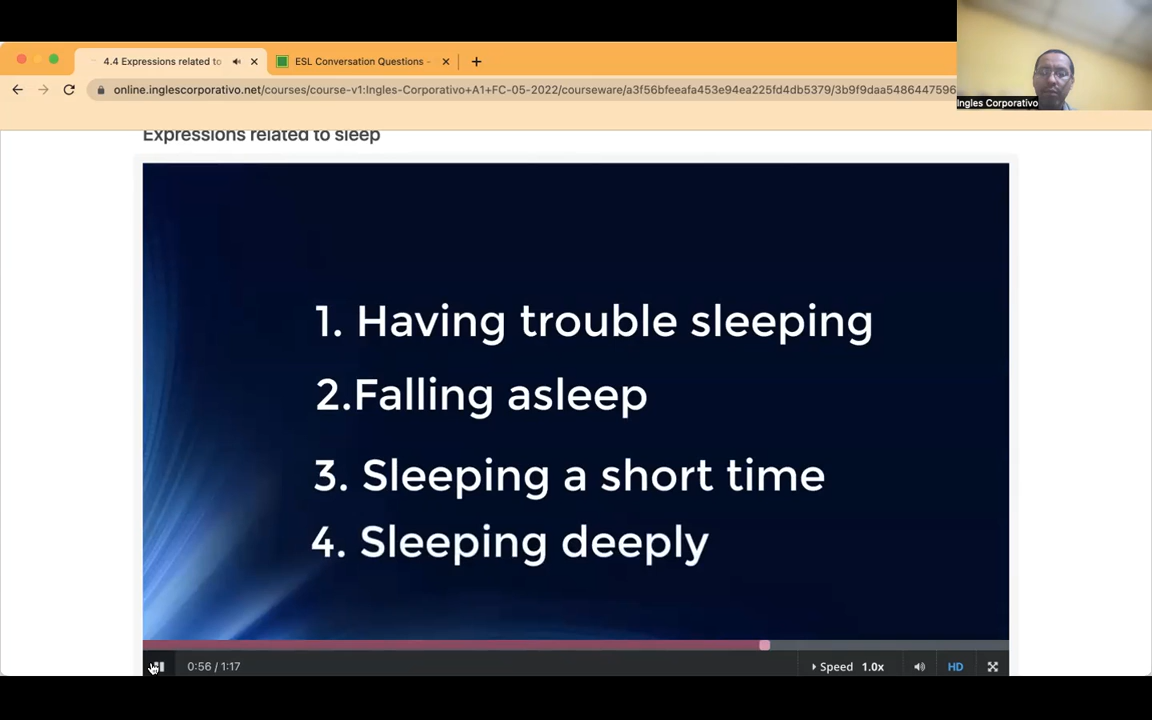 4.4 Expressions related to
ESL Conversation Questions -
online.inglescorporativo.net/courses/course-v1:Ingles-Corporativo+A1+FC-05-2022/courseware/a3f56bfeeafa453e94ea225fd4db5379/3b9f9daa5486447596
Ingles Corporativo
Expressions related to sleep
1. Having trouble sleeping
2.Falling asleep
3. Sleeping a short time
4. Sleeping deeply
0:56 / 1:17
Speed 1.0x
HD